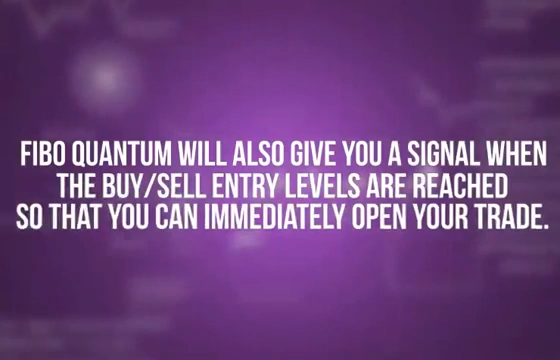 FIBO QUANTUM WILL ALSO GIVE YOU A SIGNAL WHEN
THE BUY/SELL ENTRY LEVELS ARE REACHED
SO THAT YOU CAN IMMEDIATELY OPEN YOUR TRADE.